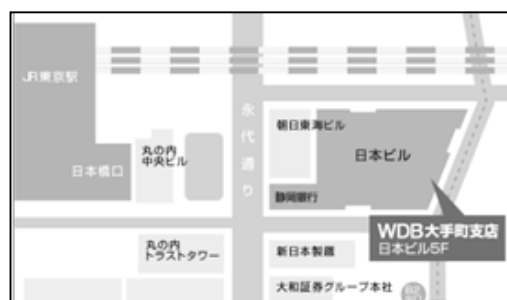 JR東京駅
日本橋口
丸の内
中央ビル
永代通り
朝日東海ビル
日本ビル
静岡銀行
WDB大手町支店
日本ビル5F
丸の内
トラストタワー
新日本製鐵
大和証券グループ本社